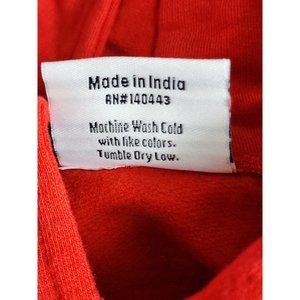 Made in India
RN#140443
Machine Wash Cold
with like colors.
Tumble Dry Low.